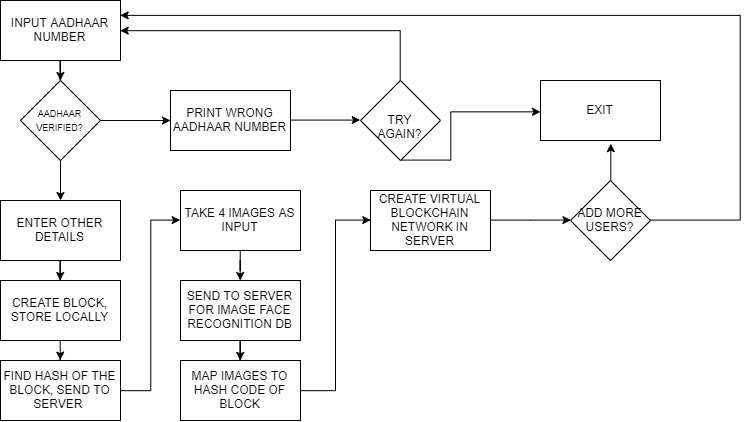 INPUT AADHAAR
NUMBER
AADHAAR
VERIFIED?
PRINT WRONG
AADHAAR NUMBER
TRY
AGAIN?
EXIT
ENTER OTHER
DETAILS
TAKE 4 IMAGES AS
INPUT
CREATE VIRTUAL
BLOCKCHAIN
NETWORK IN
SERVER
ADD MORE
USERS?
CREATE BLOCK,
STORE LOCALLY
SEND TO SERVER
FOR IMAGE FACE
RECOGNITION DB
FIND HASH OF THE
BLOCK, SEND TO
SERVER
MAP IMAGES TO
HASH CODE OF
BLOCK